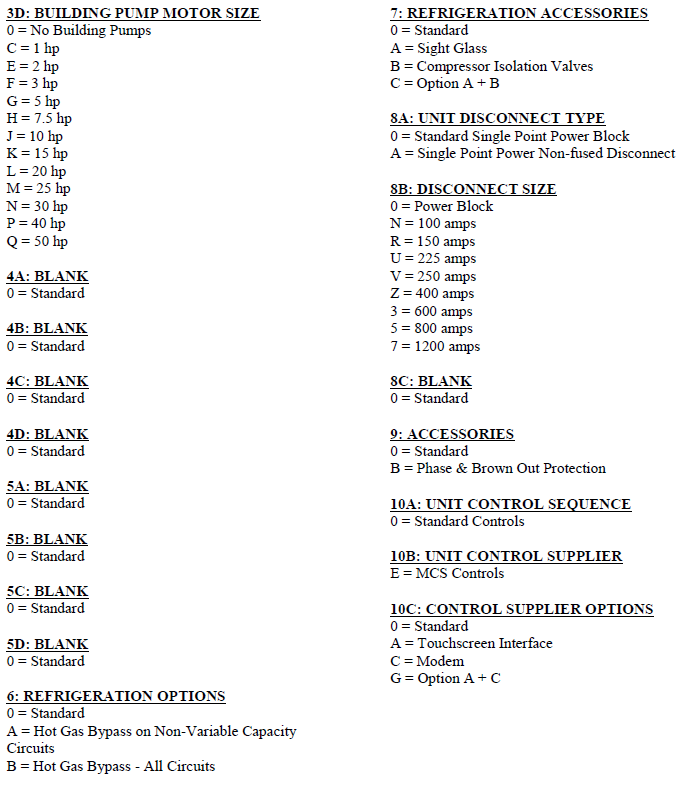 3D: BUILDING PUMP MOTOR SIZE
0 = No Building Pumps
C = 1 hp
E = 2 hp
F = 3 hp
G = 5 hp
H = 7.5 hp
J = 10 hp
K = 15 hp
L = 20 hp
M = 25 hp
N = 30 hp
P = 40 hp
Q = 50 hp
4A: BLANK
0 = Standard
4B: BLANK
0 = Standard
4C: BLANK
0 = Standard
4D: BLANK
0 = Standard
5A: BLANK
0 = Standard
5B: BLANK
0 = Standard
5C: BLANK
0 = Standard
5D: BLANK
0 = Standard
6: REFRIGERATION OPTIONS
0 = Standard
A = Hot Gas Bypass on Non-Variable Capacity
Circuits
B = Hot Gas Bypass - All Circuits
7: REFRIGERATION ACCESSORIES
0 = Standard
A = Sight Glass
B = Compressor Isolation Valves
C = Option A + B
8A: UNIT DISCONNECT TYPE
0 = Standard Single Point Power Block
A = Single Point Power Non-fused Disconnect
8B: DISCONNECT SIZE
0 = Power Block
N = 100 amps
R = 150 amps
U = 225 amps
V = 250 amps
Z = 400 amps
3 = 600 amps
5 = 800 amps
7 = 1200 amps
8C: BLANK
0 = Standard
9: ACCESSORIES
0 = Standard
B = Phase & Brown Out Protection
10A: UNIT CONTROL SEQUENCE
0 = Standard Controls
10B: UNIT CONTROL SUPPLIER
E = MCS Controls
10C: CONTROL SUPPLIER OPTIONS
0 = Standard
A = Touchscreen Interface
C = Modem
G = Option A + C